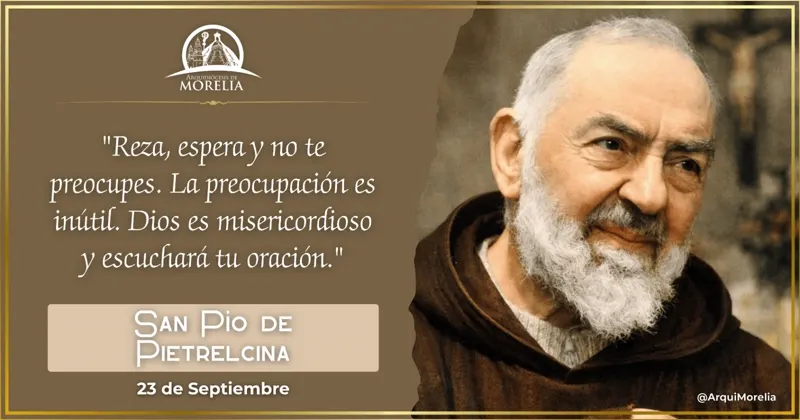 ARQUIDIÓCESIS DE
MORELIA
"Reza, espera y no te
preocupes. La preocupación es
inútil. Dios es misericordioso
y escuchará tu oración."
San Pio de
Pietrelcina
23 de Septiembre
@ArquiMorelia